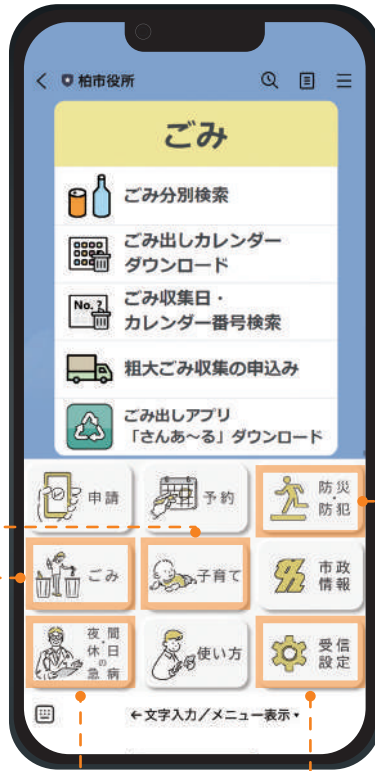 柏市役所
ごみ
ごみ分別検索
ごみ出しカレンダー
ダウンロード
No.?
ごみ収集日・
カレンダー番号検索
粗大ごみ収集の申込み
ごみ出しアプリ
「さんあ〜る」ダウンロード
申請
予約
防災
・
防犯
ごみ
子育て
市政
情報
夜間
休日
の
急病
使い方
受信
設定
←文字入力/メニュー表示▾